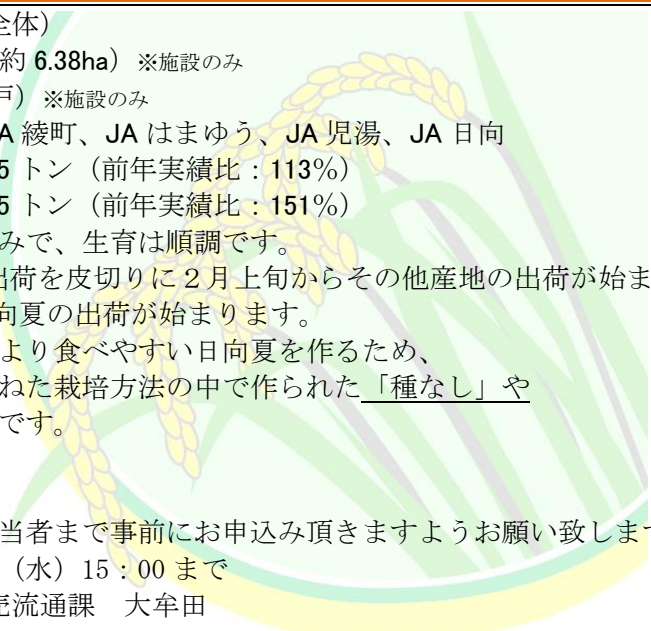 全体）
約 6.38ha）※施設のみ
戸）※施設のみ
A 綾町、JA はまゆう、JA 児湯、JA 日向
5 トン（前年実績比：113％）
5 トン（前年実績比：151％）
みで、生育は順調です。
出荷を皮切りに２月上旬からその他産地の出荷が始ま
向夏の出荷が始まります。
より食べやすい日向夏を作るため、
ねた栽培方法の中で作られた「種なし」や
です。
当者まで事前にお申込み頂きますようお願い致します
（水）15：00 まで
売流通課　大牟田